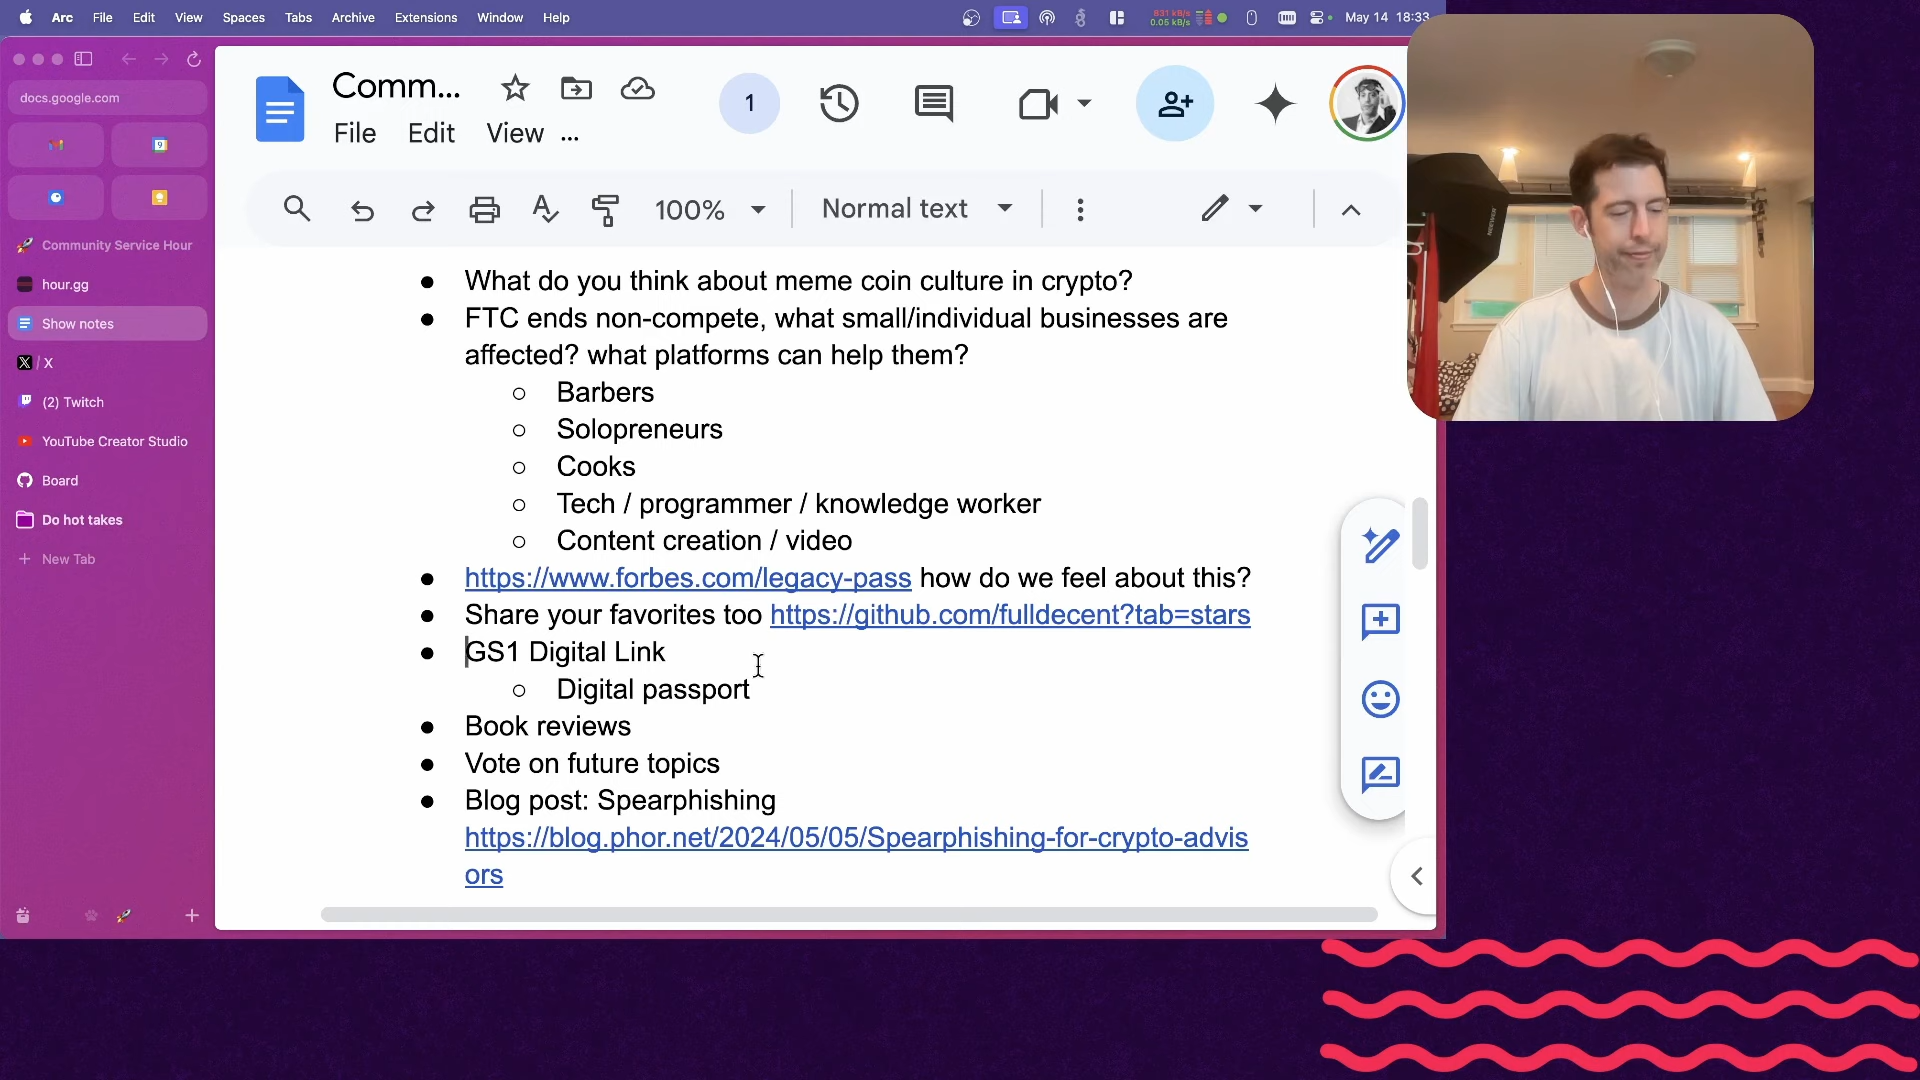 Arc File Edit View Spaces Tabs Archive Extensions Window Help May 14 18:33
docs.google.com
Community Service Hour
hour.gg
Show notes
/ X
(2) Twitch
YouTube Creator Studio
Board
Do hot takes
+ New Tab
Comm...
File Edit View ...
1
100% Normal text
● What do you think about meme coin culture in crypto?
● FTC ends non-compete, what small/individual businesses are
affected? what platforms can help them?
○ Barbers
○ Solopreneurs
○ Cooks
○ Tech / programmer / knowledge worker
○ Content creation / video
● https://www.forbes.com/legacy-pass how do we feel about this?
● Share your favorites too https://github.com/fulldecent?tab=stars
● GS1 Digital Link
○ Digital passport
● Book reviews
● Vote on future topics
● Blog post: Spearphishing
https://blog.phor.net/2024/05/05/Spearphishing-for-crypto-advis
ors